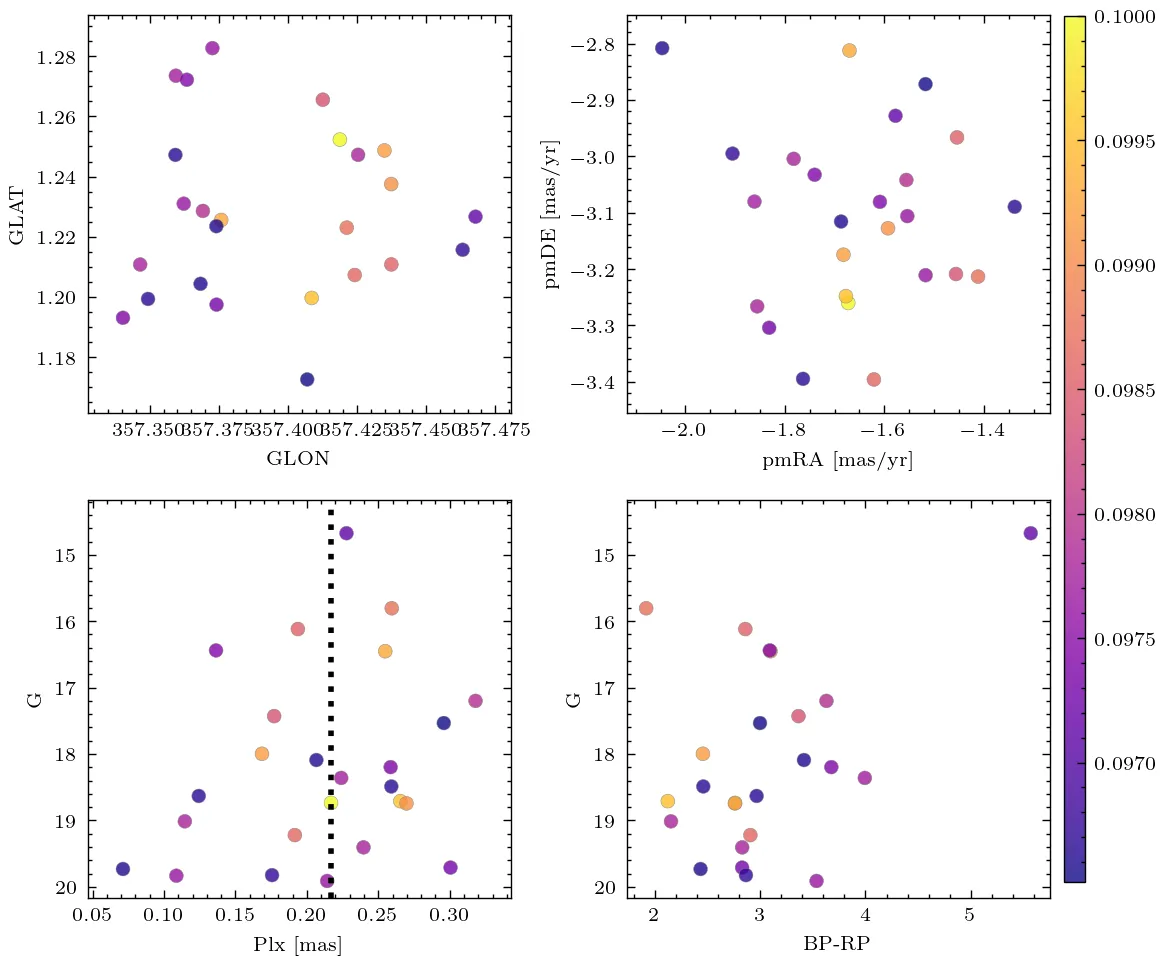 1.28
1.26
1.24
1.22
1.20
1.18
GLAT
357.350 357.375 357.400 357.425 357.450 357.475
GLON
−2.8
−2.9
−3.0
−3.1
−3.2
−3.3
−3.4
pmDE [mas/yr]
−2.0 −1.8 −1.6 −1.4
pmRA [mas/yr]
0.1000
0.0995
0.0990
0.0985
0.0980
0.0975
0.0970
15
16
17
18
19
20
G
0.05 0.10 0.15 0.20 0.25 0.30
Plx [mas]
15
16
17
18
19
20
G
2 3 4 5
BP-RP